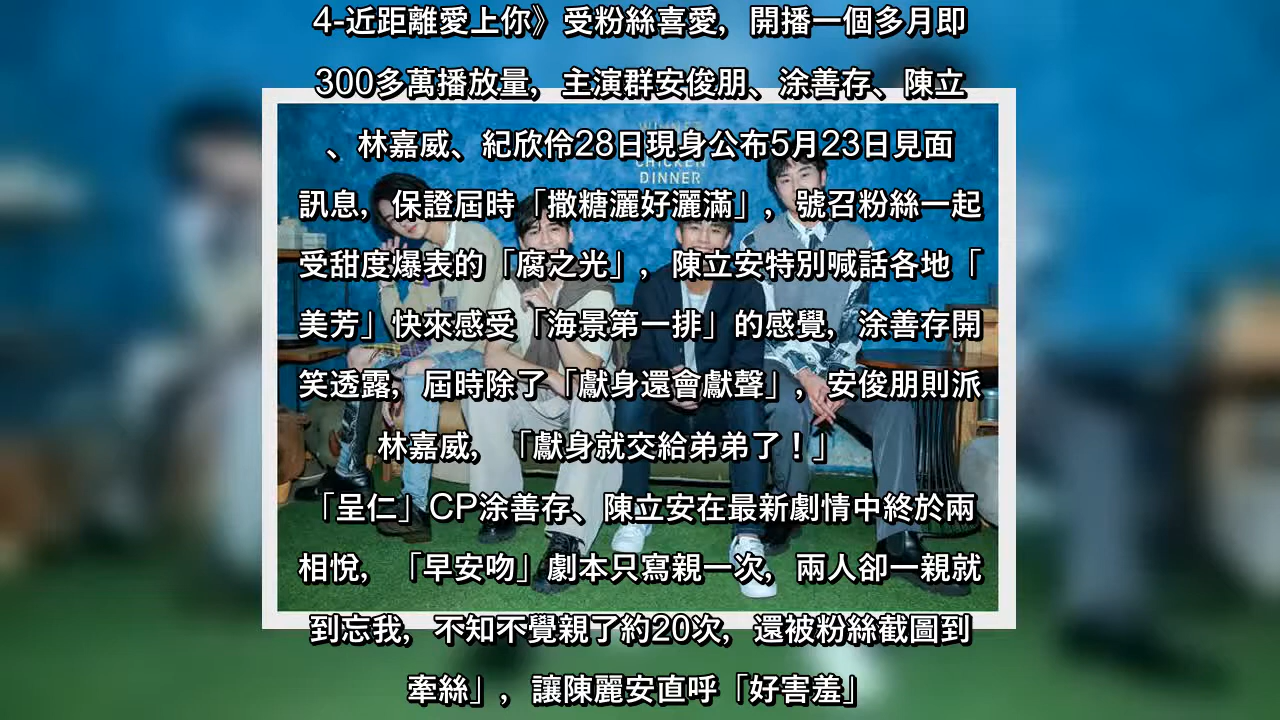 4-近距離愛上你》受粉絲喜愛，開播一個多月即
300多萬播放量，主演群安俊朋、涂善存、陳立
、林嘉威、紀欣伶28日現身公布5月23日見面
CHICKEN
DINNER
訊息，保證屆時「撒糖灑好灑滿」，號召粉絲一起
受甜度爆表的「腐之光」，陳立安特別喊話各地「
美芳」快來感受「海景第一排」的感覺，涂善存開
笑透露，屆時除了「獻身還會獻聲」，安俊朋則派
林嘉威，「獻身就交給弟弟了！」
「呈仁」CP涂善存、陳立安在最新劇情中終於兩
相悅，「早安吻」劇本只寫親一次，兩人卻一親就
到忘我，不知不覺親了約20次，還被粉絲截圖到
牽絲」，讓陳麗安直呼「好害羞」